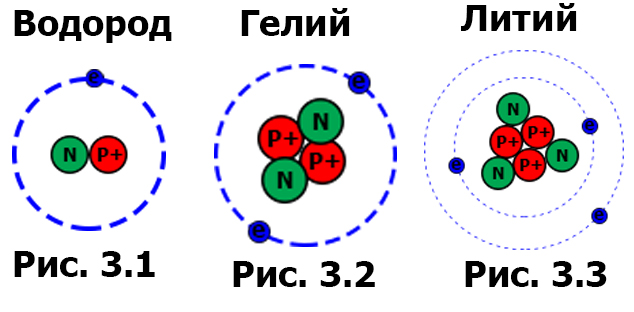 Водород
e
N P+
Рис. 3.1
Гелий
e
N
P+
P+
N
e
Рис. 3.2
Литий
N
e
P+
P+
N
e
P+
N
e
Рис. 3.3